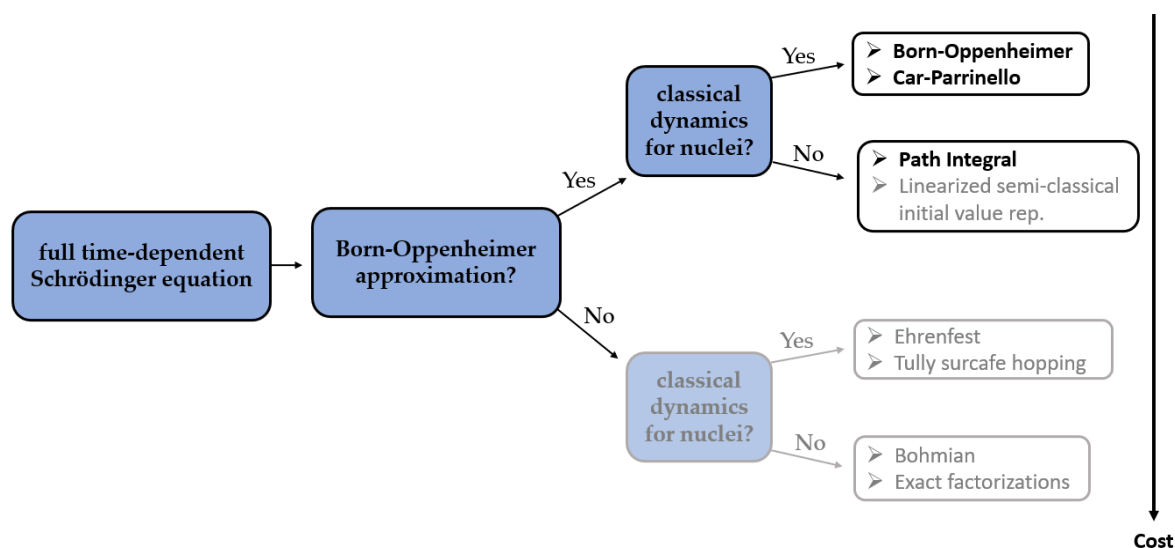 full time-dependent
Schrödinger equation
Born-Oppenheimer
approximation?
Yes
classical
dynamics
for nuclei?
Yes
➢ Born-Oppenheimer
➢ Car-Parrinello
No
➢ Path Integral
➢ Linearized semi-classical
initial value rep.
No
classical
dynamics
for nuclei?
Yes
➢ Ehrenfest
➢ Tully surcafe hopping
No
➢ Bohmian
➢ Exact factorizations
Cost